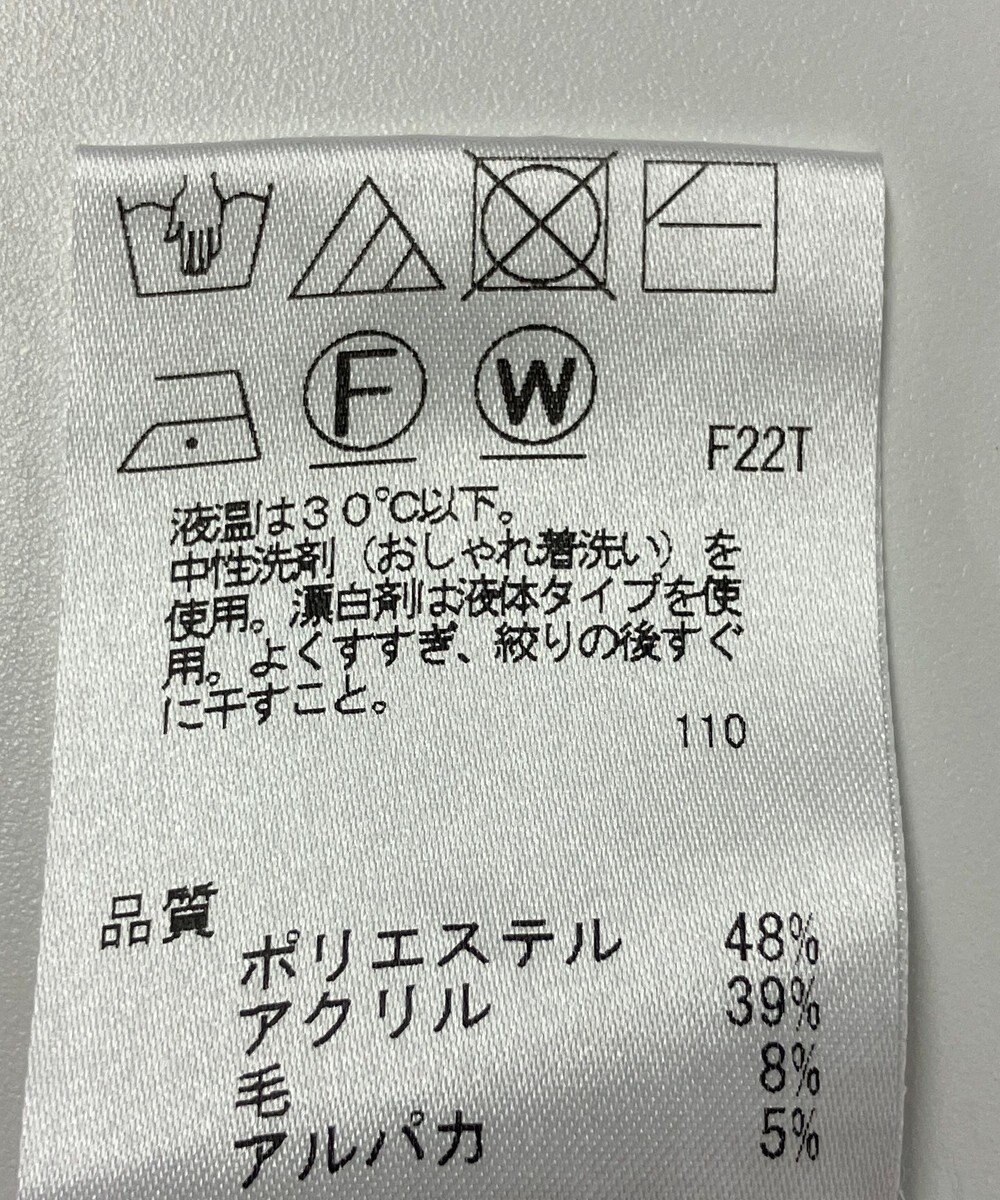 F
W
F22T
液温は30℃以下。
中性洗剤（おしゃれ着洗い）を
使用。漂白剤は液体タイプを使
用。よくすすぎ、絞りの後すぐ
に干すこと。
110
品質
ポリエステル 48%
アクリル 39%
毛 8%
アルパカ 5%